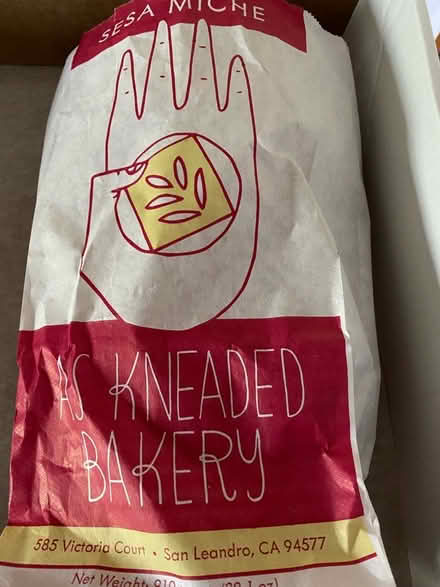 SESA MICHE
AS KNEADED
BAKERY
585 Victoria Court • San Leandro, CA 94577
Net Weight: